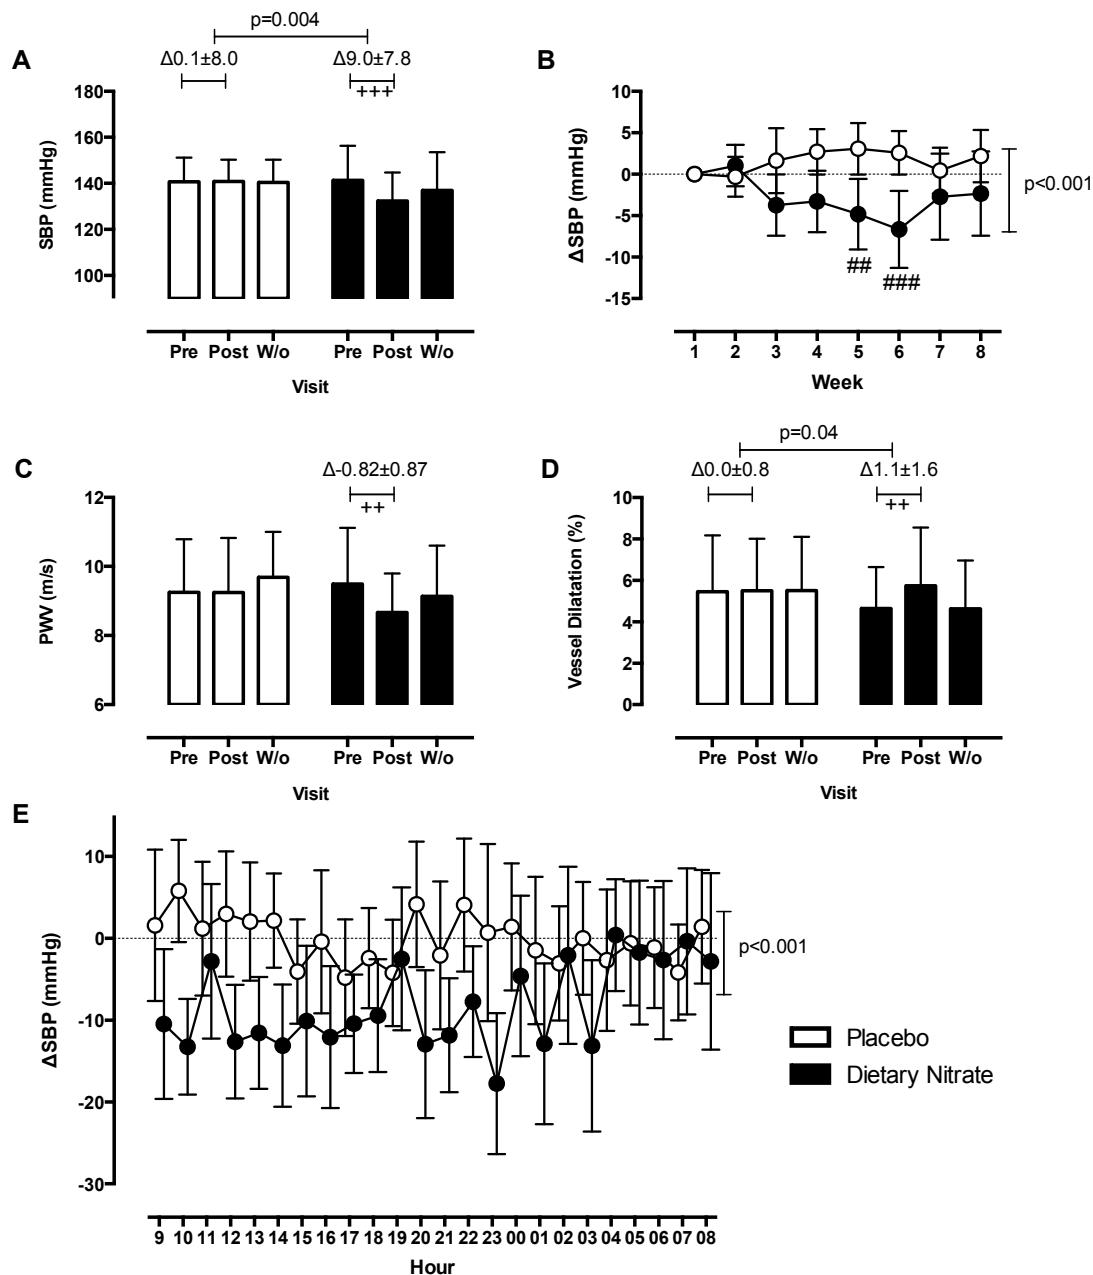 p=0.004
A
Δ0.1±8.0 Δ9.0±7.8
+++
SBP (mmHg)
180
160
140
120
100
Pre Post W/o Pre Post W/o
Visit
B
ΔSBP (mmHg)
10
5
0
-5
-10
-15
p<0.001
## ###
1 2 3 4 5 6 7 8
Week
C
Δ-0.82±0.87
++
PWV (m/s)
12
10
8
6
Pre Post W/o Pre Post W/o
Visit
p=0.04
D
Δ0.0±0.8 Δ1.1±1.6
++
Vessel Dilatation (%)
10
8
6
4
2
0
Pre Post W/o Pre Post W/o
Visit
E
ΔSBP (mmHg)
10
0
-10
-20
-30
p<0.001
Placebo
Dietary Nitrate
9 10 11 12 13 14 15 16 17 18 19 20 21 22 23 00 01 02 03 04 05 06 07 08
Hour